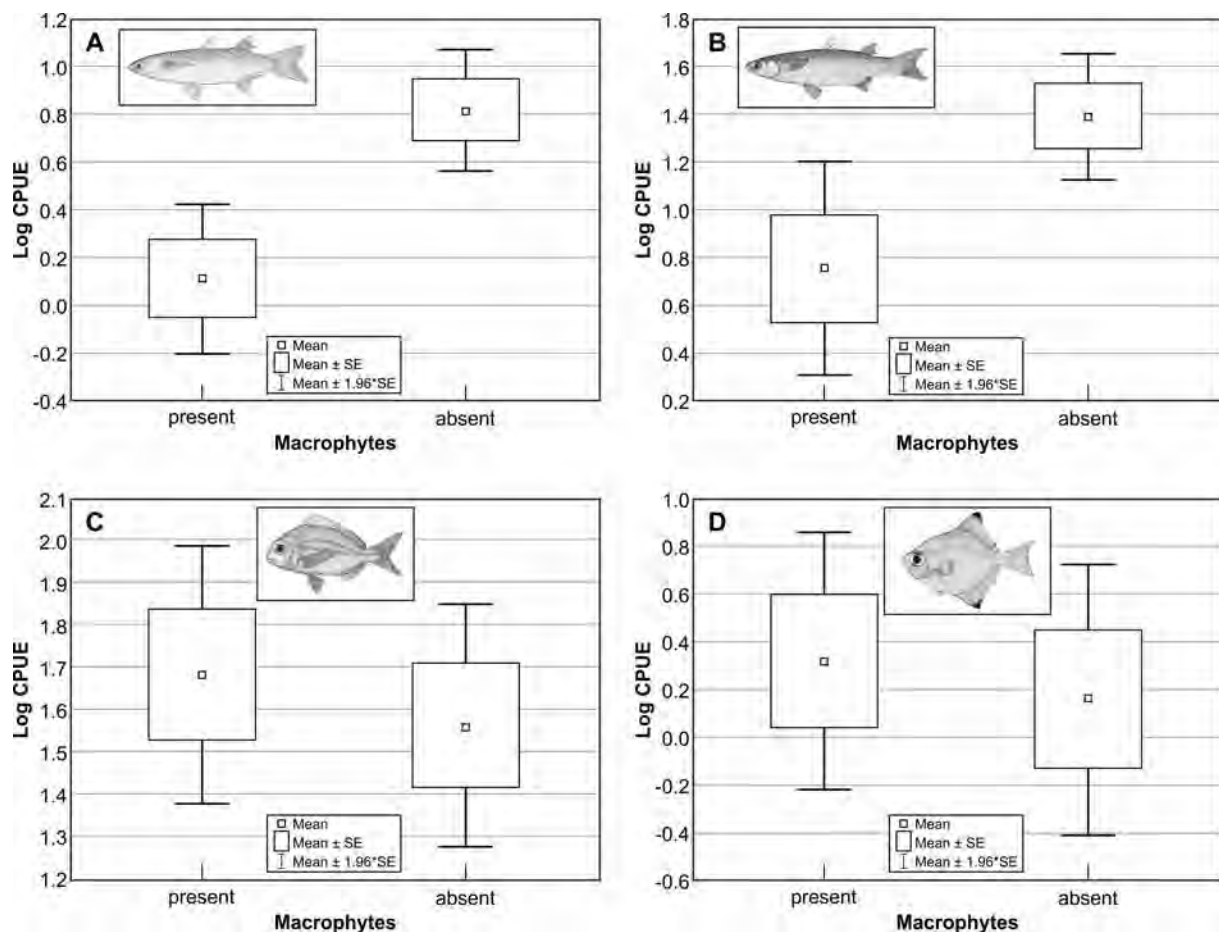 A
Log CPUE
1.2
1.0
0.8
0.6
0.4
0.2
0.0
-0.2
-0.4
Mean
Mean ± SE
Mean ± 1.96*SE
present
absent
Macrophytes
B
Log CPUE
1.8
1.6
1.4
1.2
1.0
0.8
0.6
0.4
0.2
Mean
Mean ± SE
Mean ± 1.96*SE
present
absent
Macrophytes
C
Log CPUE
2.1
2.0
1.9
1.8
1.7
1.6
1.5
1.4
1.3
1.2
Mean
Mean ± SE
Mean ± 1.96*SE
present
absent
Macrophytes
D
Log CPUE
1.0
0.8
0.6
0.4
0.2
0.0
-0.2
-0.4
-0.6
Mean
Mean ± SE
Mean ± 1.96*SE
present
absent
Macrophytes